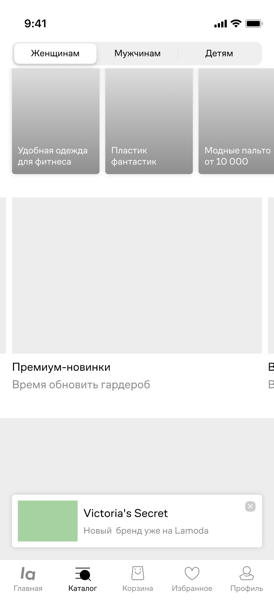 9:41
Женщинам
Мужчинам
Детям
Удобная одежда
для фитнеса
Пластик
фантастик
Модные пальто
от 10 000
Премиум-новинки
В
Время обновить гардероб
В
Victoria's Secret
Новый бренд уже на Lamoda
la
Главная
Каталог
Корзина
Избранное
Профиль